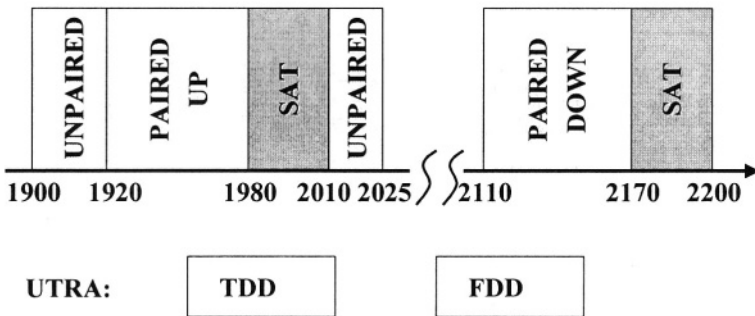 UNPAIRED
PAIRED UP
SAT
UNPAIRED
PAIRED DOWN
SAT
1900 1920 1980 2010 2025 2110 2170 2200
UTRA: TDD FDD